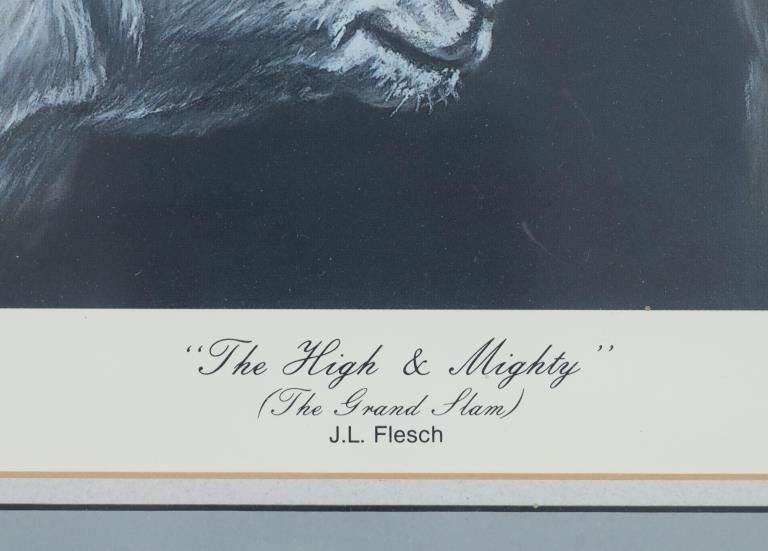 “The High & Mighty”
(The Grand Slam)
J.L. Flesch